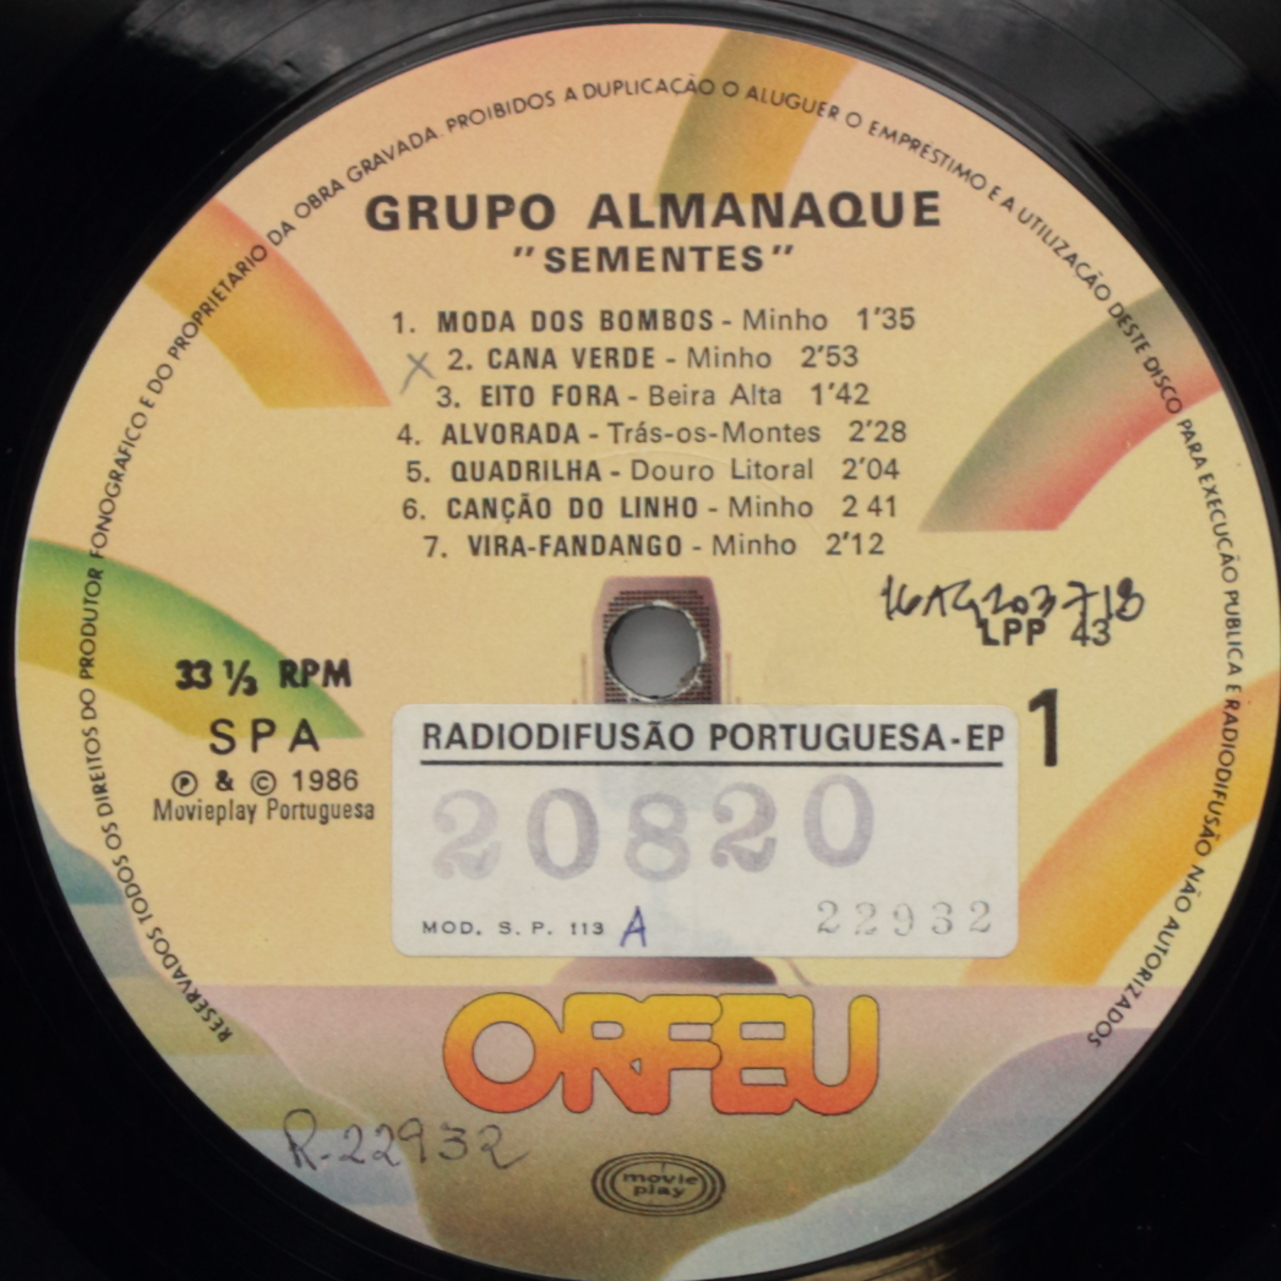 RESERVADOS TODOS OS DIREITOS DO PRODUTOR FONOGRAFICO E DO PROPRIETARIO DA OBRA GRAVADA. PROIBIDOS A DUPLICAÇÃO O ALUGUER O EMPRESTIMO E A UTILIZAÇÃO DESTE DISCO PARA EXECUÇÃO PUBLICA E RADIODIFUSÃO NÃO AUTORIZADOS
GRUPO ALMANAQUE
"SEMENTES"
1. MODA DOS BOMBOS - Minho 1'35
X 2. CANA VERDE - Minho 2'53
3. EITO FORA - Beira Alta 1'42
4. ALVORADA - Trás-os-Montes 2'28
5. QUADRILHA - Douro Litoral 2'04
6. CANÇÃO DO LINHO - Minho 2 41
7. VIRA-FANDANGO - Minho 2'12
LPP 43
33 ⅓ RPM
1
SPA
Ⓟ & © 1986
Movieplay Portuguesa
RADIODIFUSÃO PORTUGUESA-EP
20820
MOD. S. P. 113 A 22932
ORFEU
R-22932
movie
play